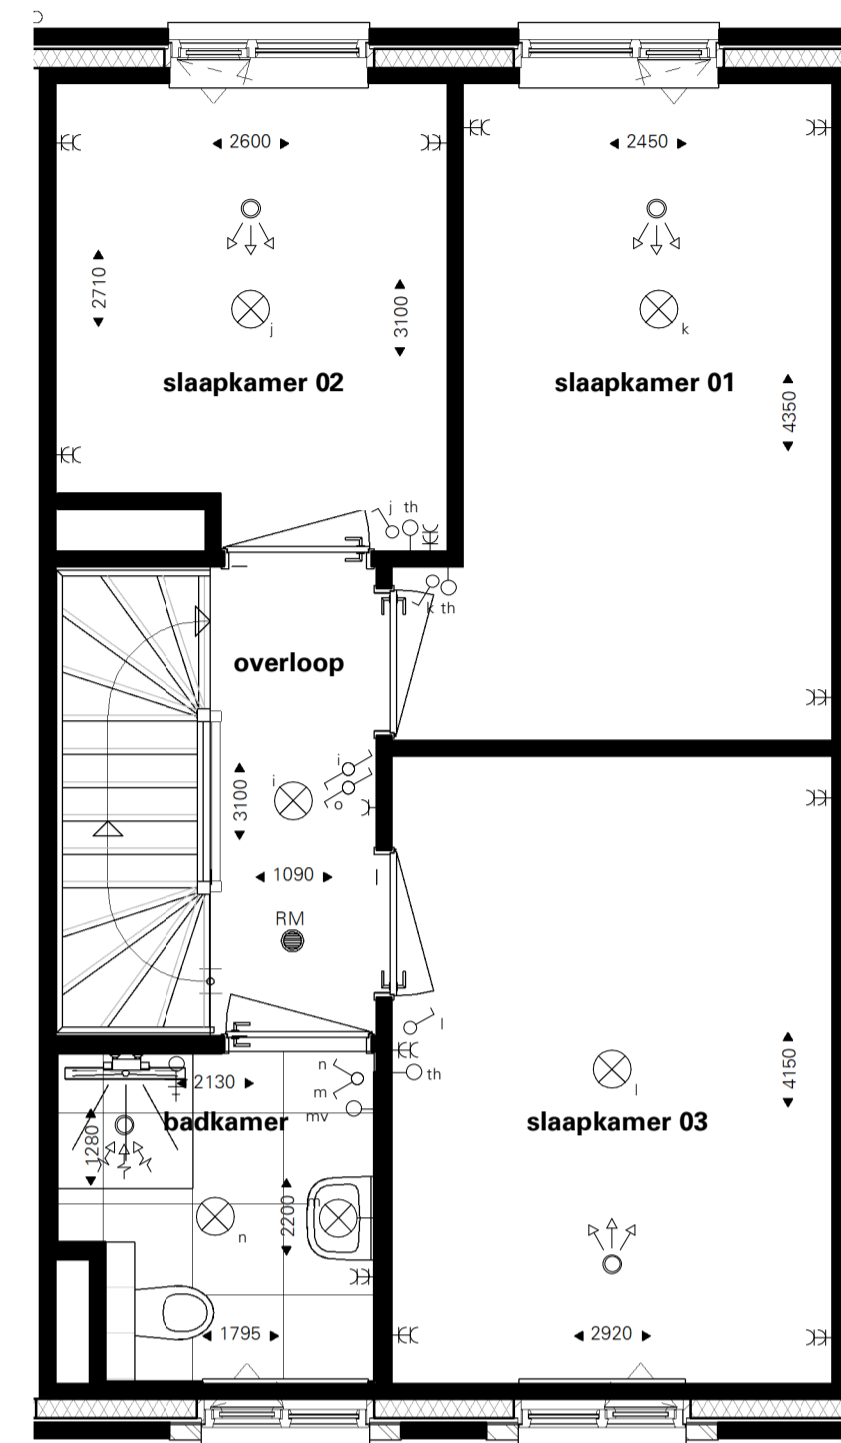 2600
2450
2710
3100
j
k
slaapkamer 02
slaapkamer 01
4350
j th
k th
overloop
i
i
o
3100
1090
RM
l
2130
n
m
mv
th
4150
badkamer
slaapkamer 03
1280
l
m
n
2200
1795
2920